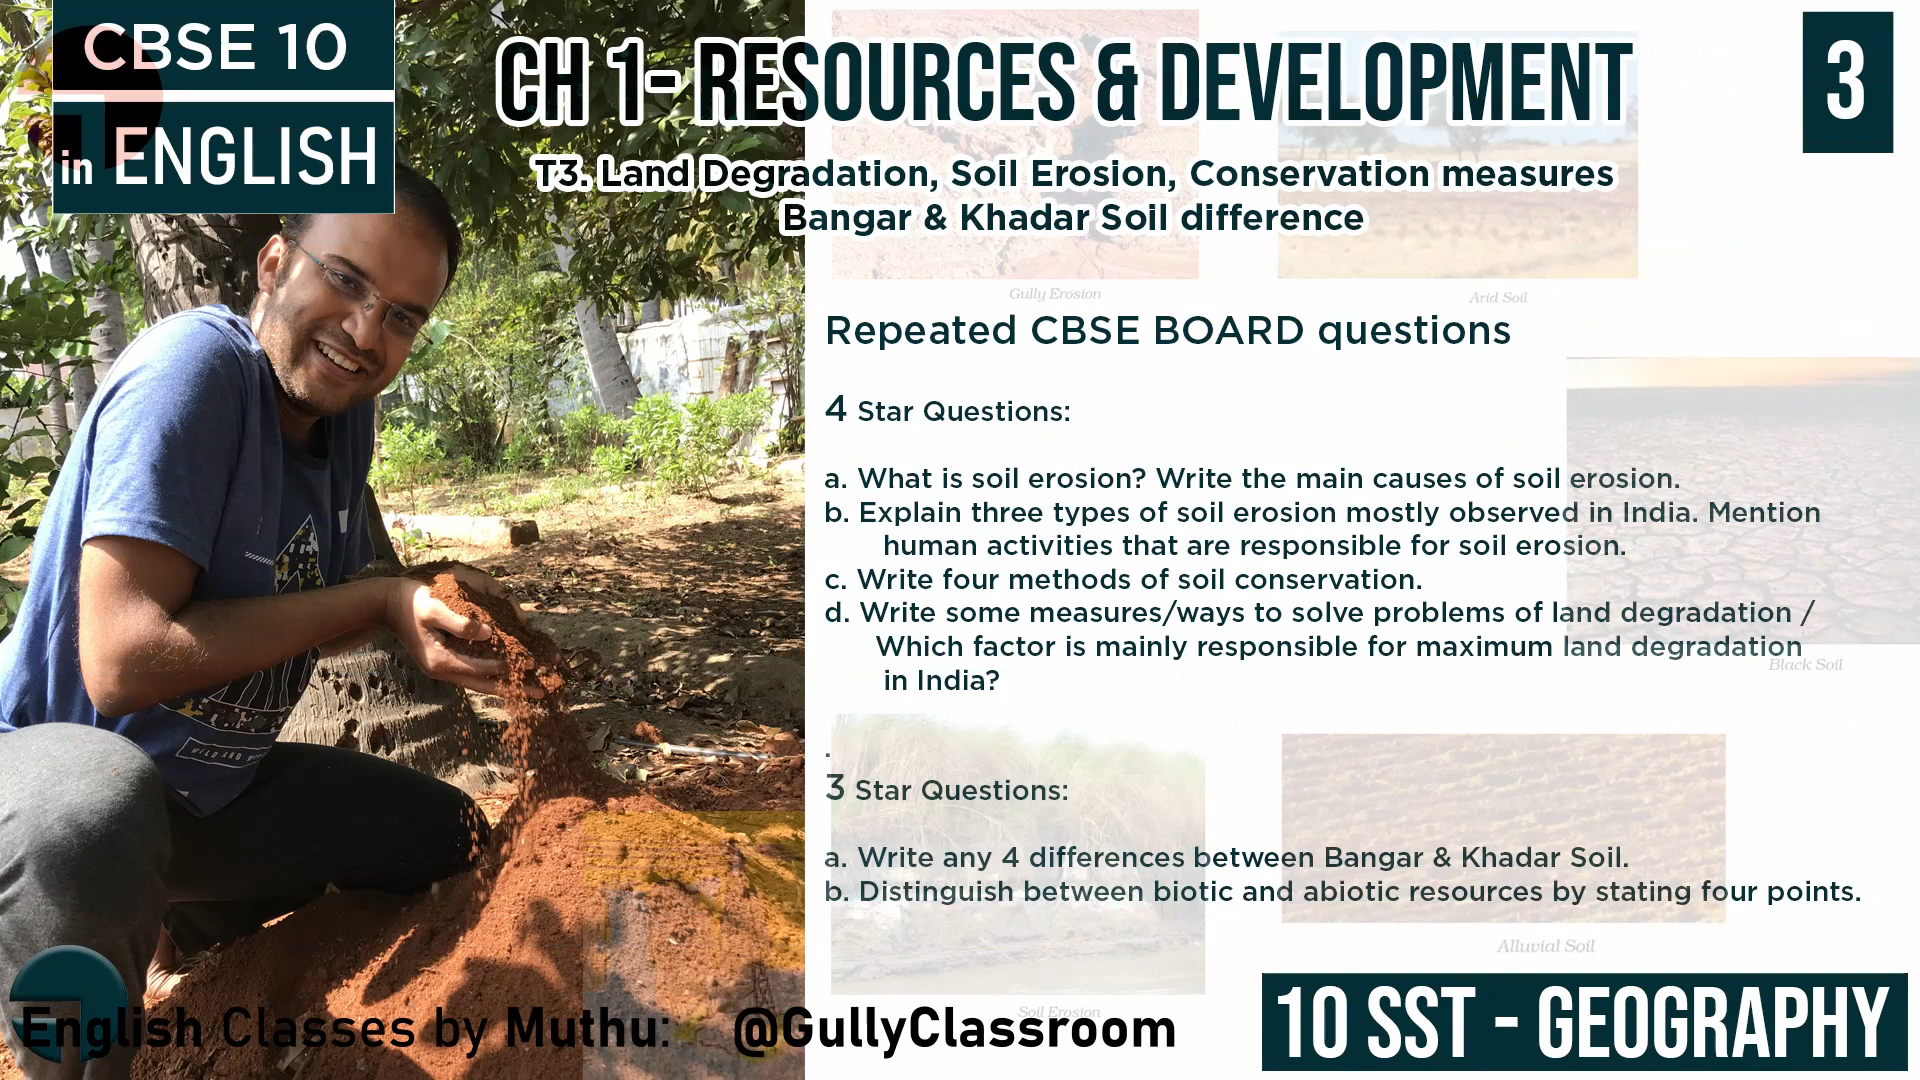 CBSE 10
in ENGLISH
CH 1- RESOURCES & DEVELOPMENT
3
T3. Land Degradation, Soil Erosion, Conservation measures
Bangar & Khadar Soil difference
Gully Erosion
Arid Soil
Repeated CBSE BOARD questions
4 Star Questions:
a. What is soil erosion? Write the main causes of soil erosion.
b. Explain three types of soil erosion mostly observed in India. Mention
human activities that are responsible for soil erosion.
c. Write four methods of soil conservation.
d. Write some measures/ways to solve problems of land degradation /
Which factor is mainly responsible for maximum land degradation
in India?
Black Soil
.
3 Star Questions:
a. Write any 4 differences between Bangar & Khadar Soil.
b. Distinguish between biotic and abiotic resources by stating four points.
Alluvial Soil
Soil Erosion
English Classes by Muthu: @GullyClassroom
10 SST - GEOGRAPHY
WILD AND